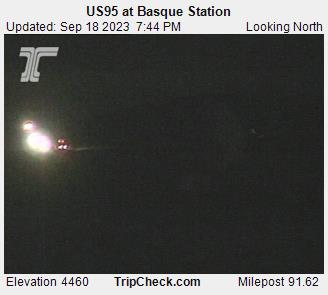 US95 at Basque Station
Updated: Sep 18 2023 7:44 PM Looking North
Elevation 4460 TripCheck.com Milepost 91.62